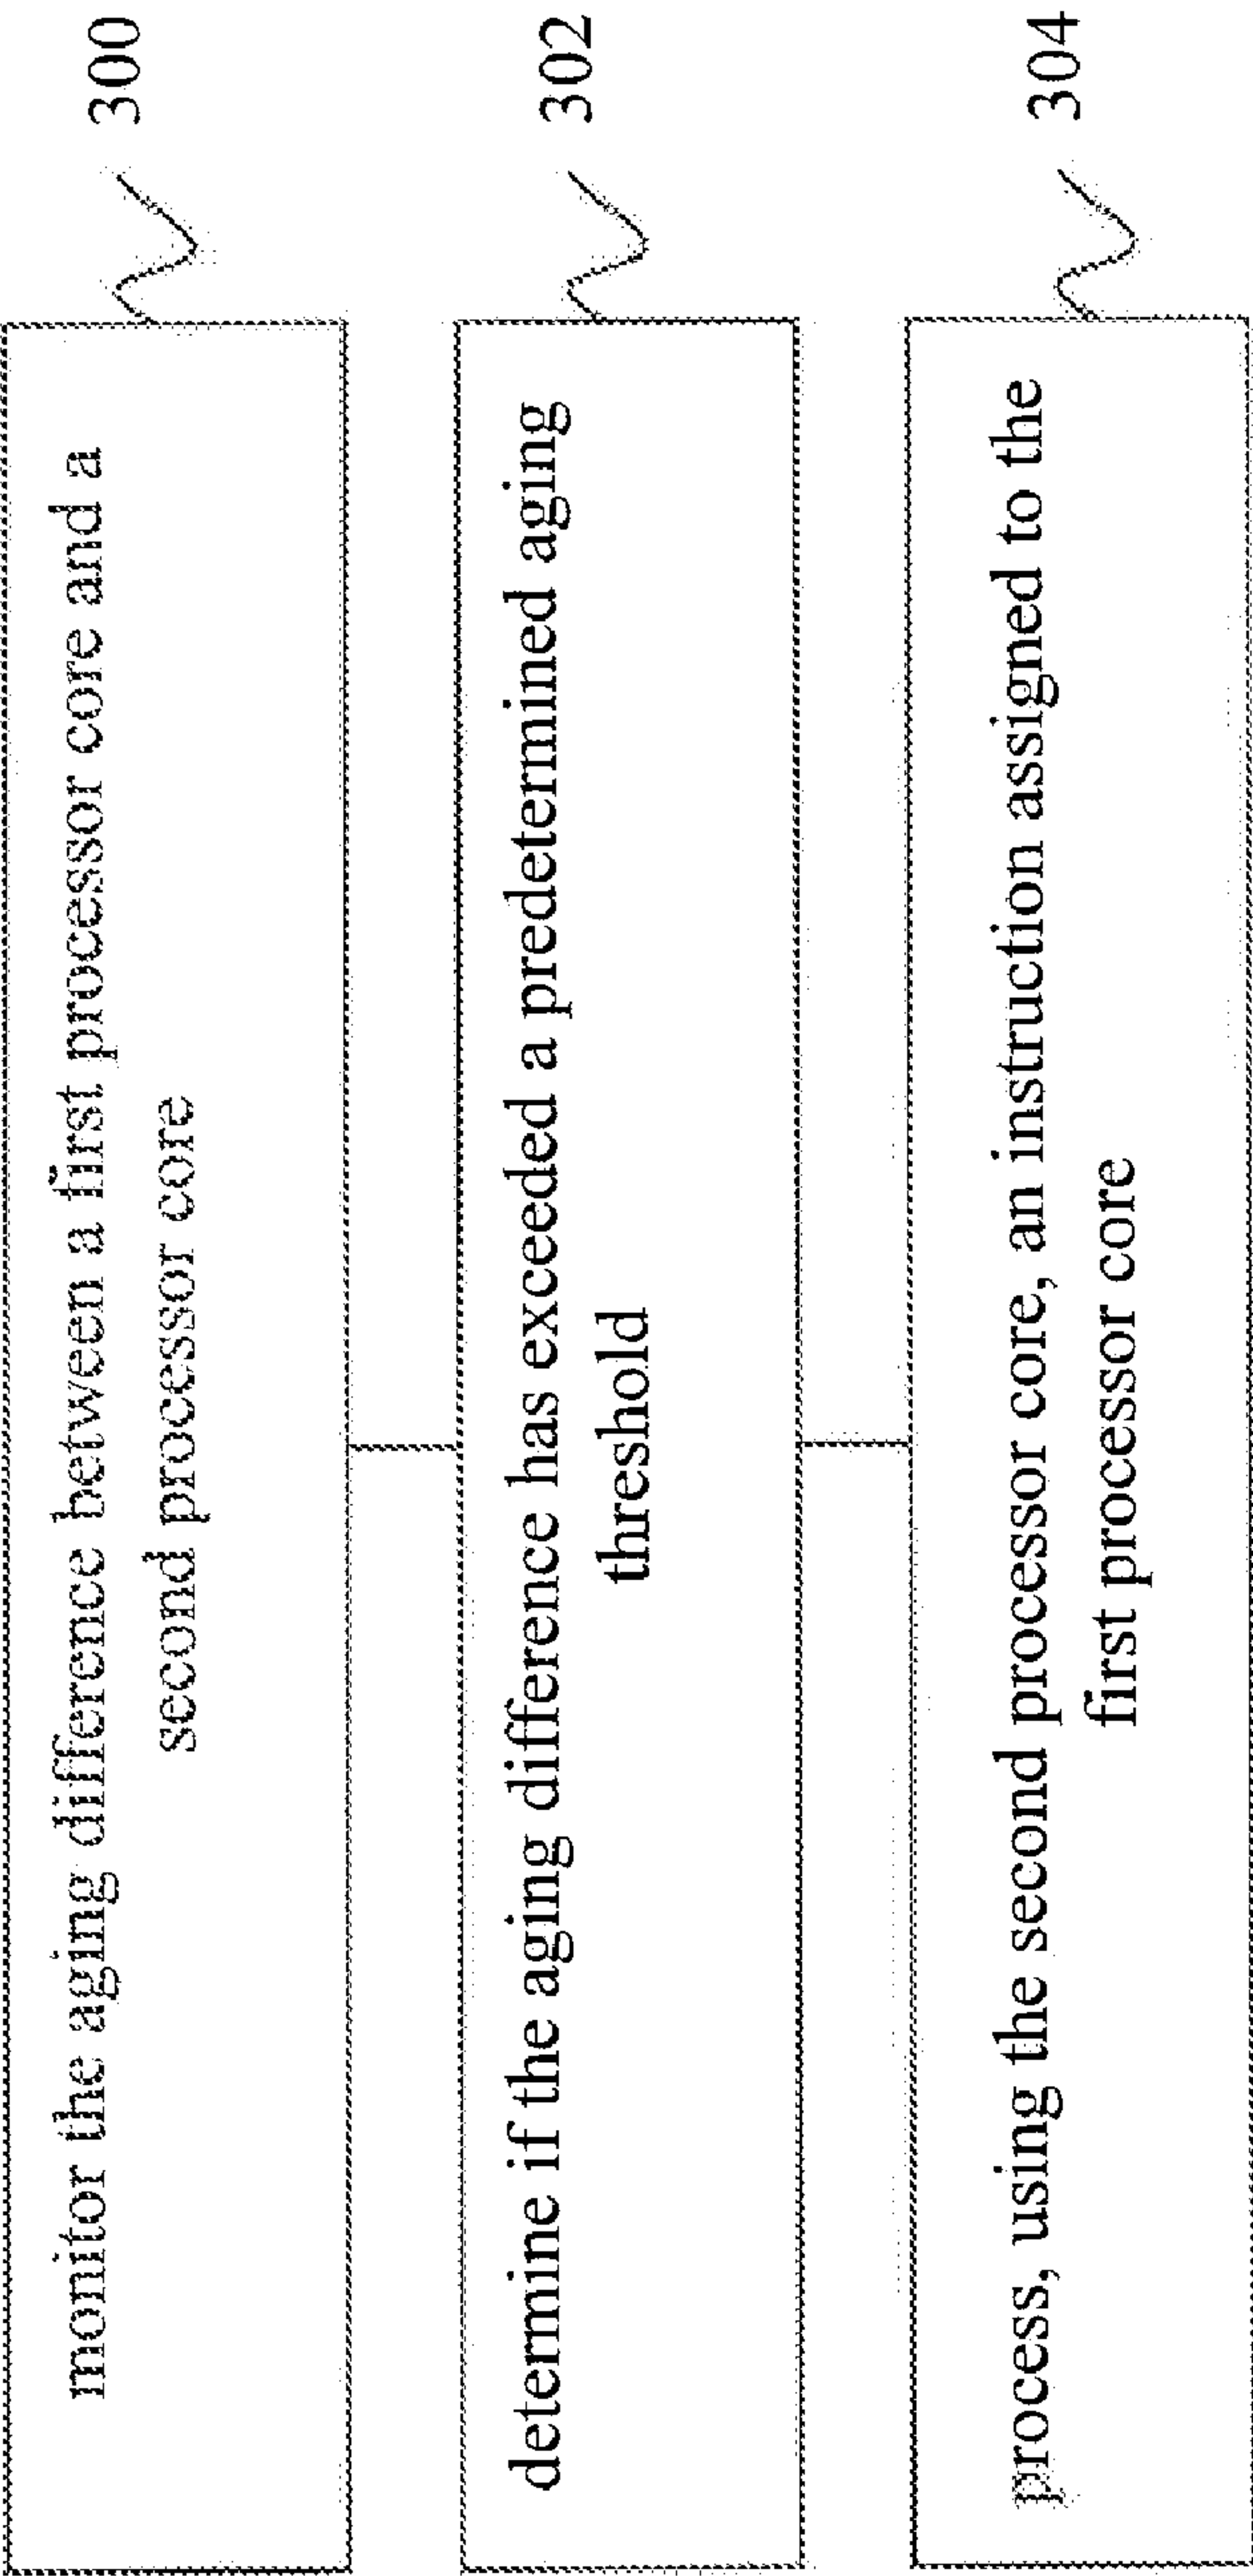 monitor the aging difference between a first processor core and a
second processor core
300
determine if the aging difference has exceeded a predetermined aging
threshold
302
process, using the second processor core, an instruction assigned to the
first processor core
304